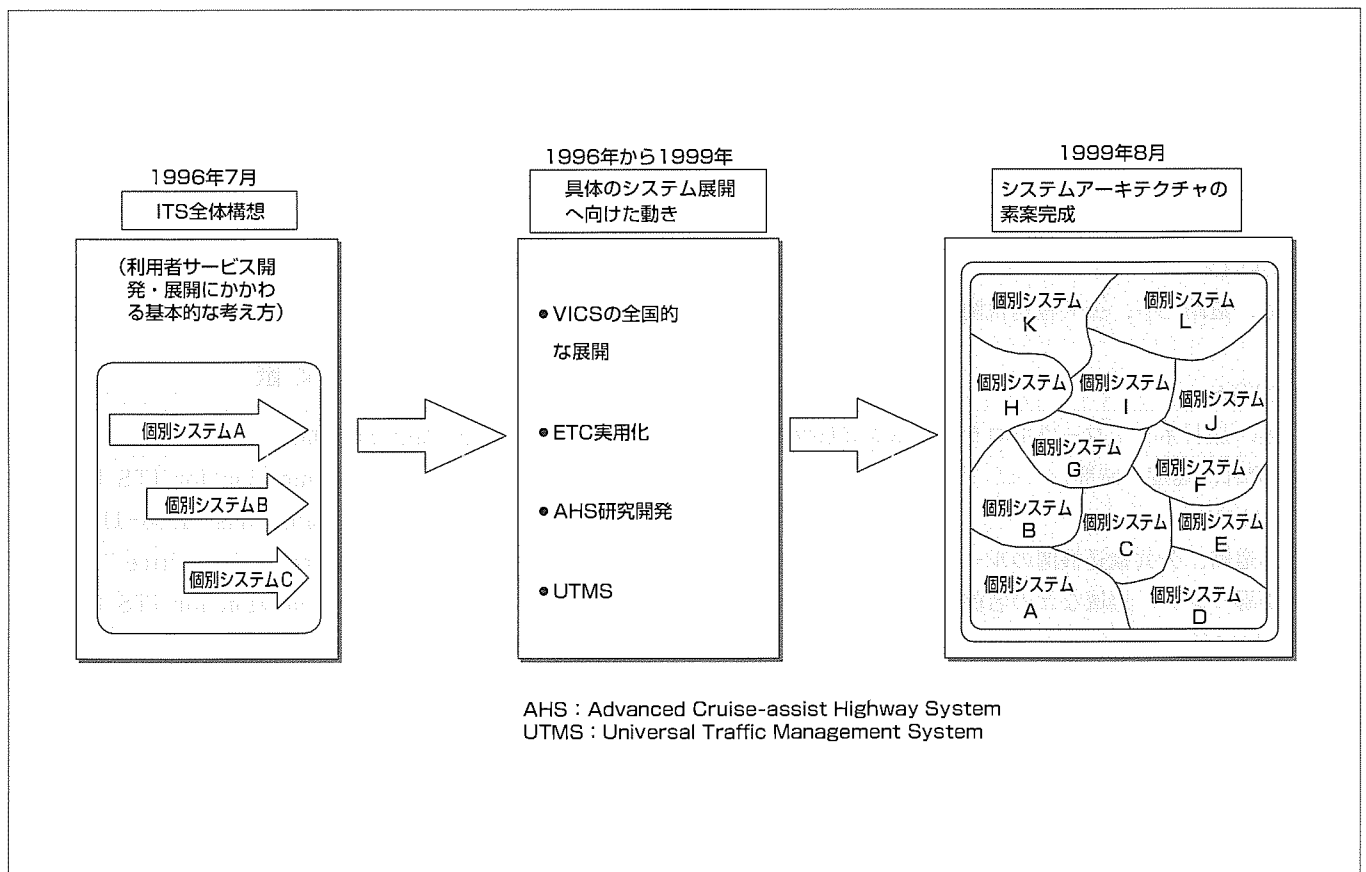 1996年7月
ITS全体構想
(利用者サービス開
発・展開にかかわ
る基本的な考え方)
個別システムA
個別システムB
個別システムC
1996年から1999年
具体のシステム展開
へ向けた動き
●VICSの全国的
な展開
●ETC実用化
●AHS研究開発
●UTMS
1999年8月
システムアーキテクチャの
素案完成
個別システム
K
個別システム
L
個別システム
H
個別システム
I
個別システム
J
個別システム
G
個別システム
F
個別システム
B
個別システム
C
個別システム
E
個別システム
A
個別システム
D
AHS:Advanced Cruise-assist Highway System
UTMS:Universal Traffic Management System